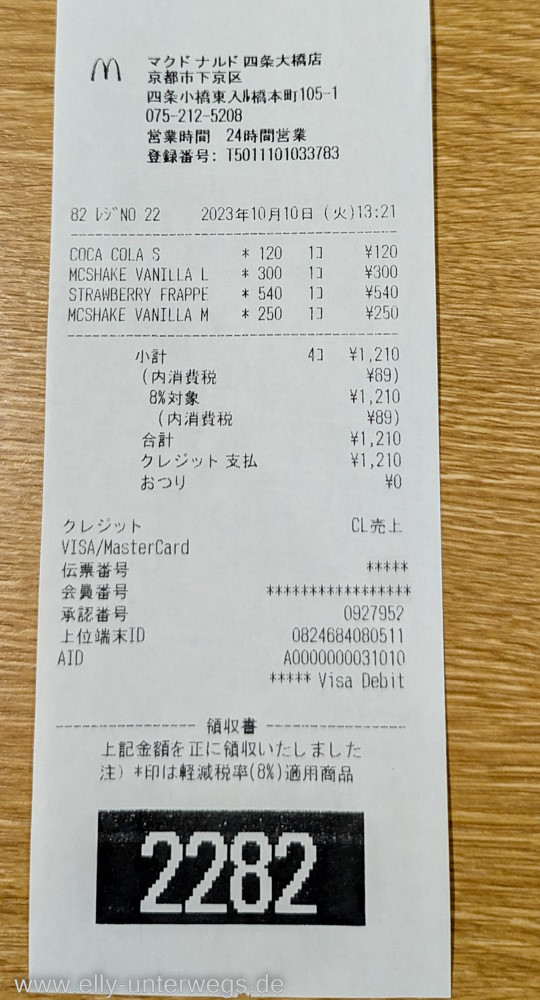 マクドナルド 四条大橋店
京都市下京区
四条小橋東入ル橋本町105-1
075-212-5208
営業時間 24時間営業
登録番号: T5011101033783
82 レジNO 22 2023年10月10日(火)13:21
COCA COLA S * 120 1コ ¥120
MCSHAKE VANILLA L * 300 1コ ¥300
STRAWBERRY FRAPPE * 540 1コ ¥540
MCSHAKE VANILLA M * 250 1コ ¥250
小計 4コ ¥1,210
(内消費税 ¥89)
8%対象 ¥1,210
(内消費税 ¥89)
合計 ¥1,210
クレジット 支払 ¥1,210
おつり ¥0
クレジット CL売上
VISA/MasterCard
伝票番号 *****
会員番号 ****************
承認番号 0927952
上位端末ID 0824684080511
AID A0000000031010
***** Visa Debit
領収書
上記金額を正に領収いたしました
注) *印は軽減税率(8%)適用商品
2282
www.elly-unterwegs.de